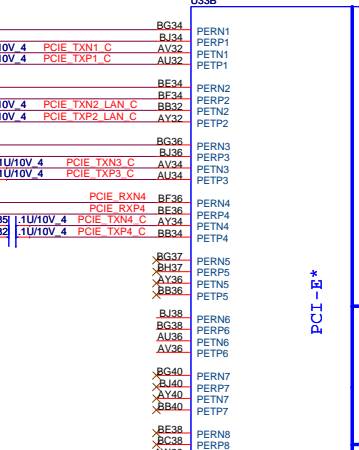 U33B
BG34 PERN1
BJ34 PERP1
10V_4 PCIE_TXN1_C AV32 PETN1
10V_4 PCIE_TXP1_C AU32 PETP1
BE34 PERN2
BF34 PERP2
10V_4 PCIE_TXN2_LAN_C BB32 PETN2
10V_4 PCIE_TXP2_LAN_C AY32 PETP2
BG36 PERN3
BJ36 PERP3
.1U/10V_4 PCIE_TXN3_C AV34 PETN3
.1U/10V_4 PCIE_TXP3_C AU34 PETP3
PCIE_RXN4 BF36 PERN4
PCIE_RXP4 BE36 PERP4
35 .1U/10V_4 PCIE_TXN4_C AY34 PETN4
32 .1U/10V_4 PCIE_TXP4_C BB34 PETP4
BG37 PERN5
BH37 PERP5
AY36 PETN5
BB36 PETP5
PCI-E*
BJ38 PERN6
BG38 PERP6
AU36 PETN6
AV36 PETP6
BG40 PERN7
BJ40 PERP7
AY40 PETN7
BB40 PETP7
BE38 PERN8
BC38 PERP8